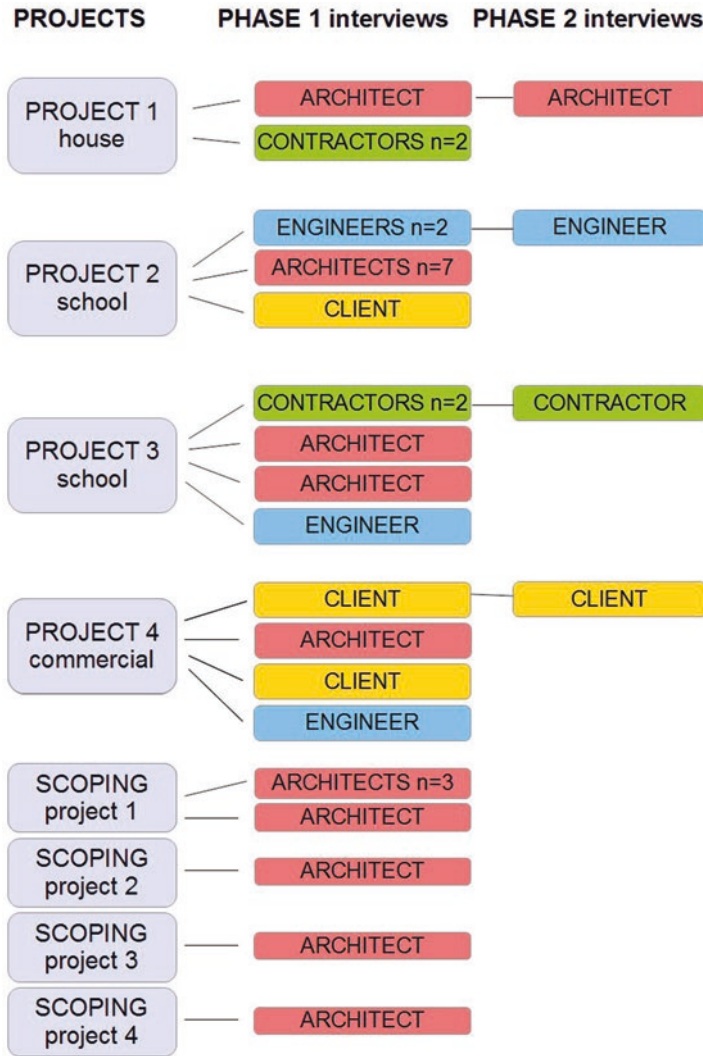 PROJECTS PHASE 1 interviews PHASE 2 interviews
PROJECT 1
house
ARCHITECT
ARCHITECT
CONTRACTORS n=2
PROJECT 2
school
ENGINEERS n=2
ENGINEER
ARCHITECTS n=7
CLIENT
PROJECT 3
school
CONTRACTORS n=2
CONTRACTOR
ARCHITECT
ARCHITECT
ENGINEER
PROJECT 4
commercial
CLIENT
CLIENT
ARCHITECT
CLIENT
ENGINEER
SCOPING
project 1
ARCHITECTS n=3
ARCHITECT
SCOPING
project 2
ARCHITECT
SCOPING
project 3
ARCHITECT
SCOPING
project 4
ARCHITECT